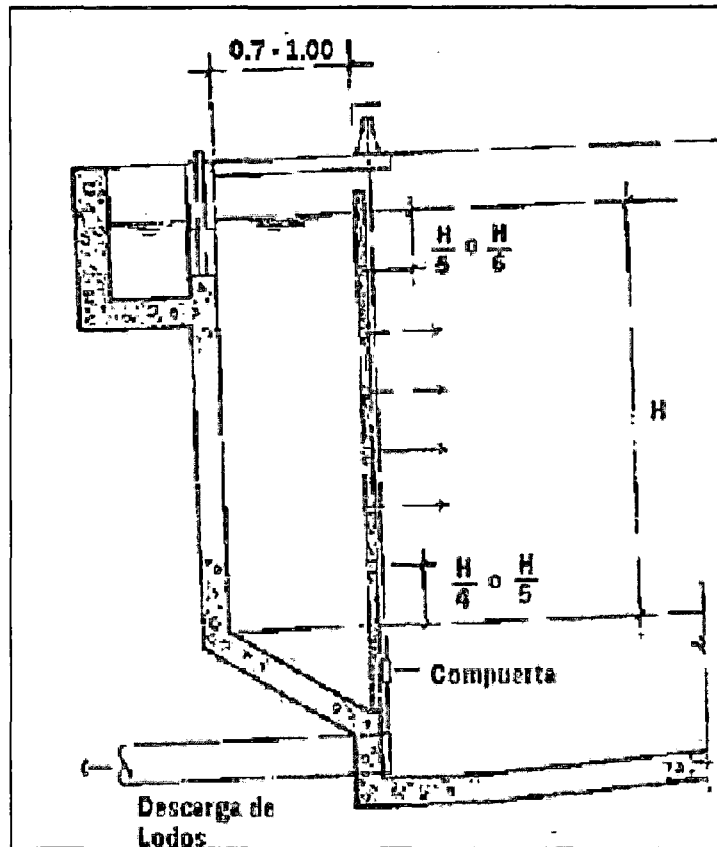 0.7 - 1.00
H/5 o H/6
H
H/4 o H/5
Compuerta
Descarga de
Lodos